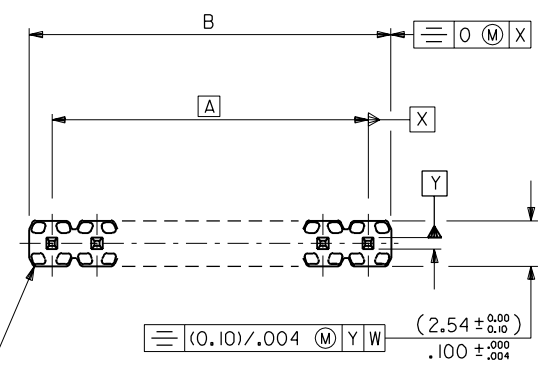 B
⌯ 0 Ⓜ X
A
X
Y
⌯ (0.10)/.004 Ⓜ Y W
(2.54 ± 0.00 0.10)
.100 ± .000 .004